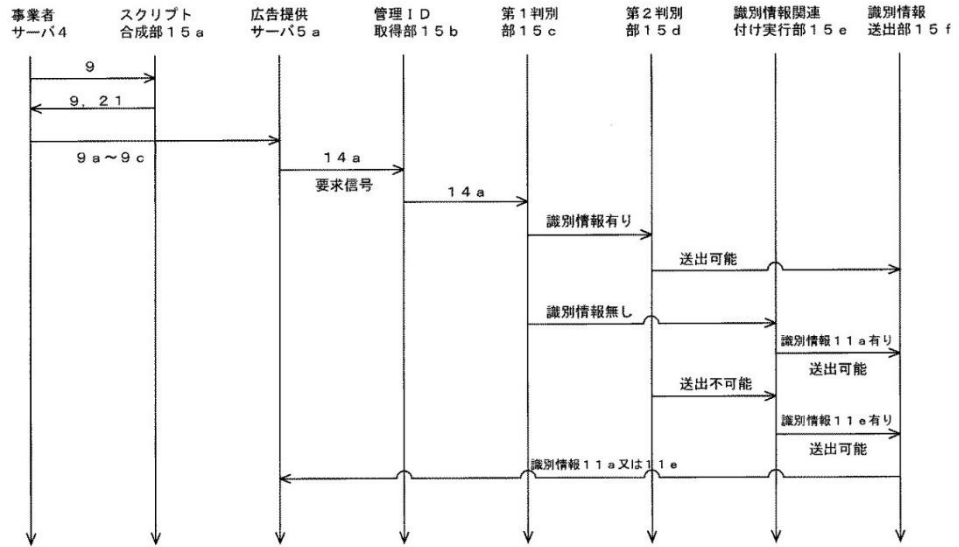 事業者
サーバ4
スクリプト
合成部15a
広告提供
サーバ5a
管理ID
取得部15b
第1判別
部15c
第2判別
部15d
識別情報関連
付け実行部15e
識別情報
送出部15f
9
9,21
9a~9c
14a
要求信号
14a
識別情報有り
送出可能
識別情報無し
識別情報11a有り
送出可能
送出不可能
識別情報11e有り
送出可能
識別情報11a又は11e